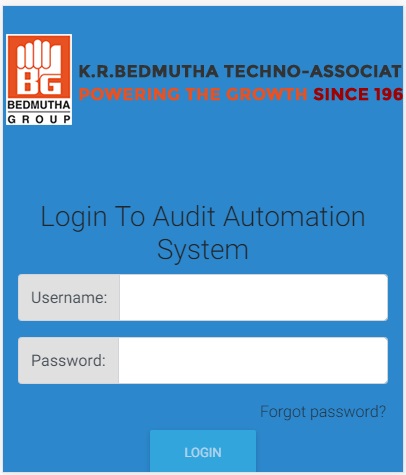 BG
BEDMUTHA
GROUP
K.R.BEDMUTHA TECHNO-ASSOCIAT
POWERING THE GROWTH SINCE 196
Login To Audit Automation
System
Username:
Password:
Forgot password?
LOGIN